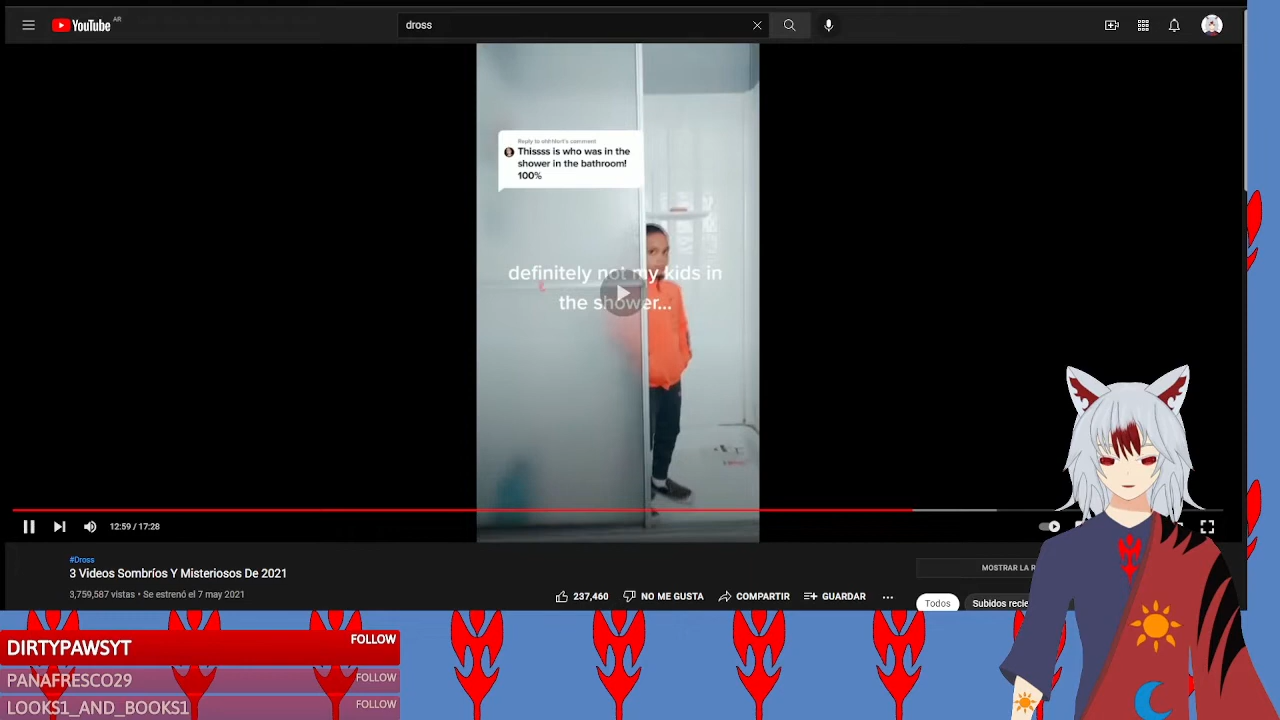 YouTube AR
dross
Thissss is who was in the
shower in the bathroom!
100%
definitely not my kids in
the shower...
12:59 / 17:28
#Dross
3 Videos Sombríos Y Misteriosos De 2021
3,759,587 vistas • Se estrenó el 7 may 2021
237,460 NO ME GUSTA COMPARTIR GUARDAR
MOSTRAR LA
Todos Subidos
DIRTYPAWSYT FOLLOW
PANAFRESCO29 FOLLOW
LOOKS1_AND_BOOKS1 FOLLOW